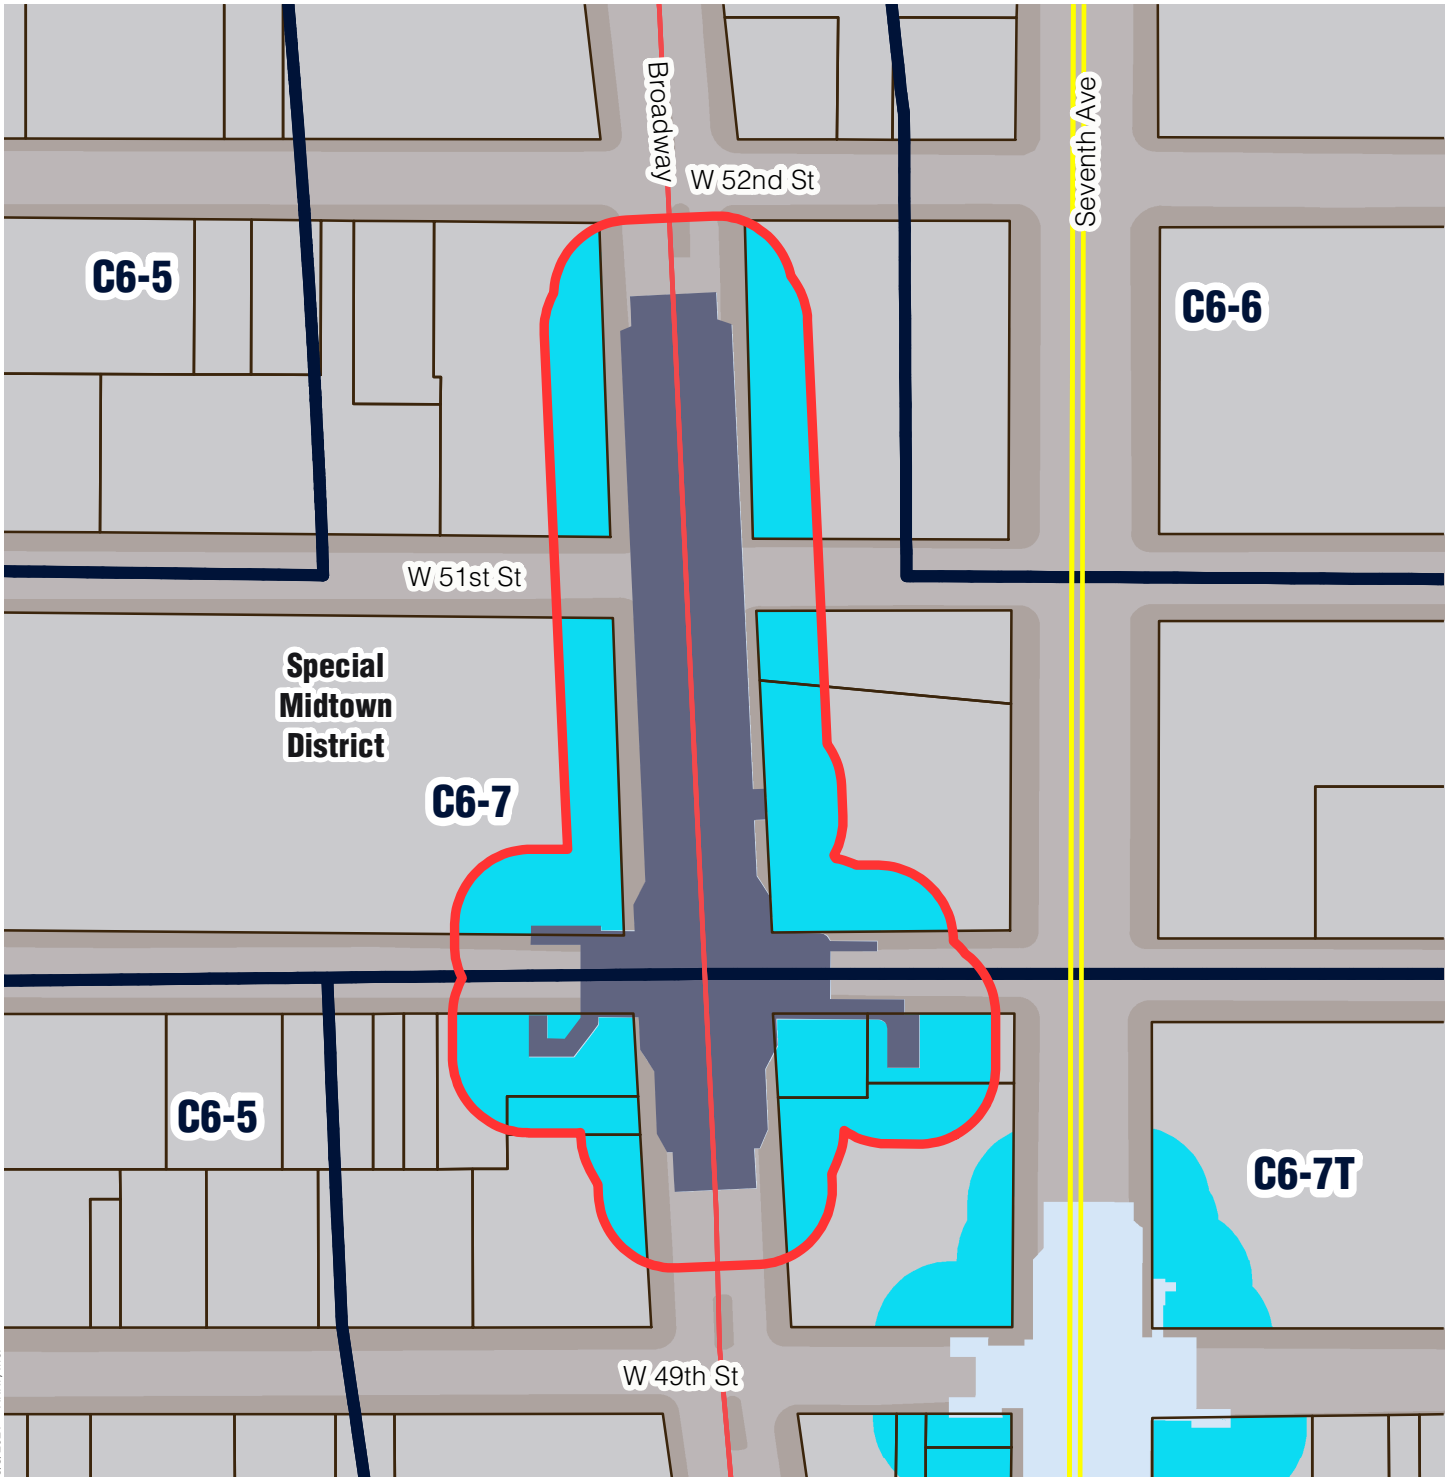 Broadway
Seventh Ave
W 52nd St
C6-5
C6-6
W 51st St
Special
Midtown
District
C6-7
C6-5
C6-7T
W 49th St